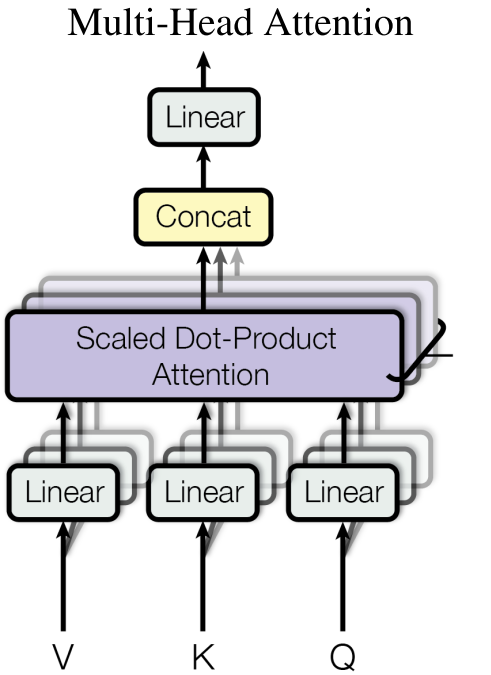 Multi-Head Attention
Linear
Concat
Scaled Dot-Product
Attention
Linear
Linear
Linear
V
K
Q